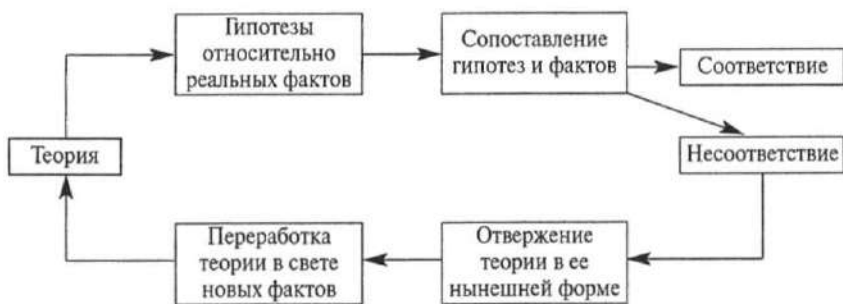 Гипотезы
относительно
реальных фактов
Сопоставление
гипотез и фактов
Соответствие
Несоответствие
Теория
Переработка
теории в свете
новых фактов
Отвержение
теории в ее
нынешней форме